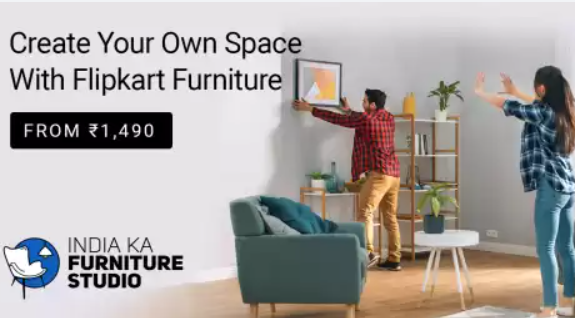 Create Your Own Space
With Flipkart Furniture
FROM ₹1,490
INDIA KA
FURNITURE
STUDIO